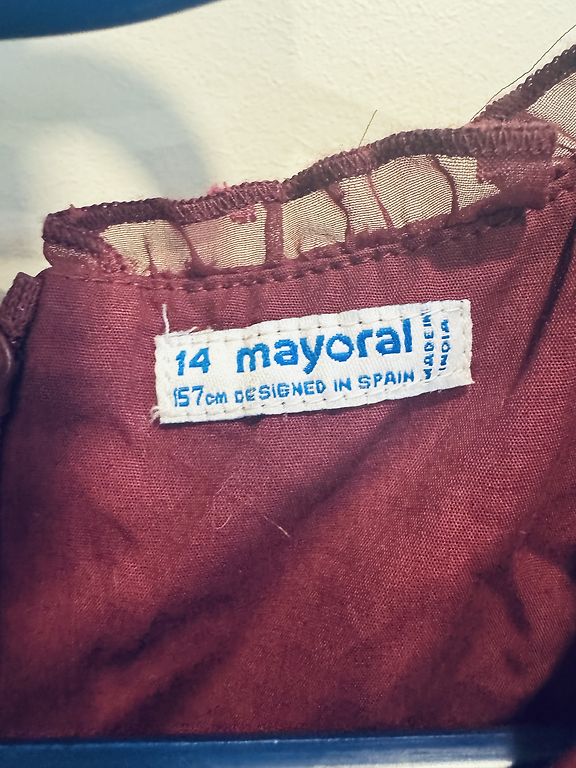 14 mayoral
157cm DESIGNED IN SPAIN
MADE IN
INDIA